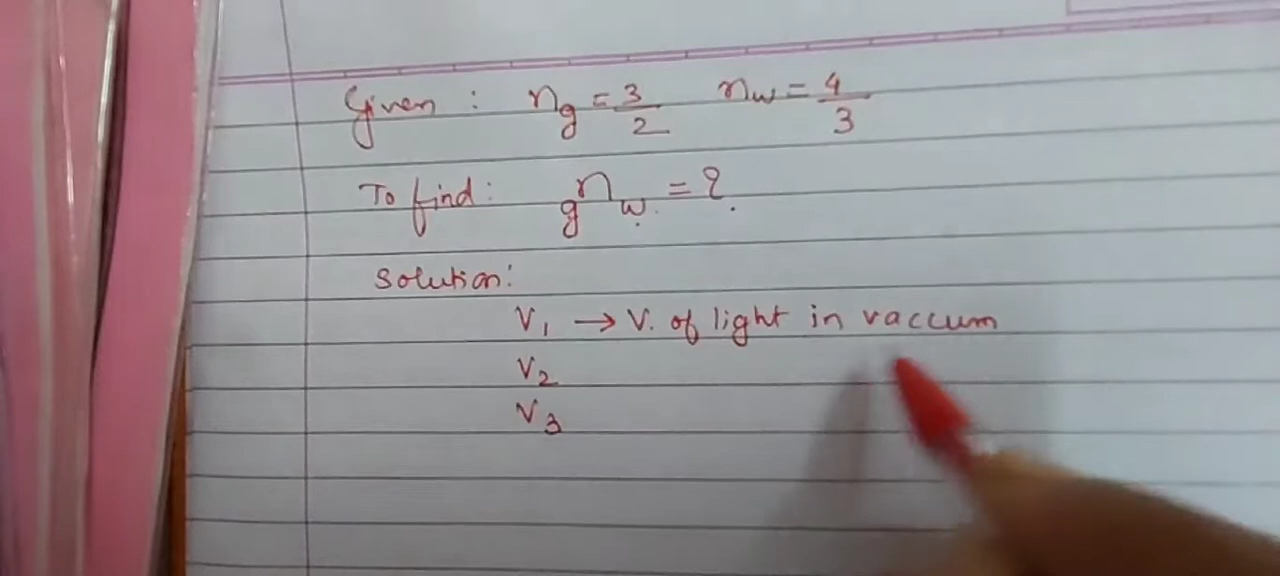 Given : ng = 3/2 nw = 4/3
To find: gnw = ?
Solution:
V1 → V. of light in vaccum
V2
V3